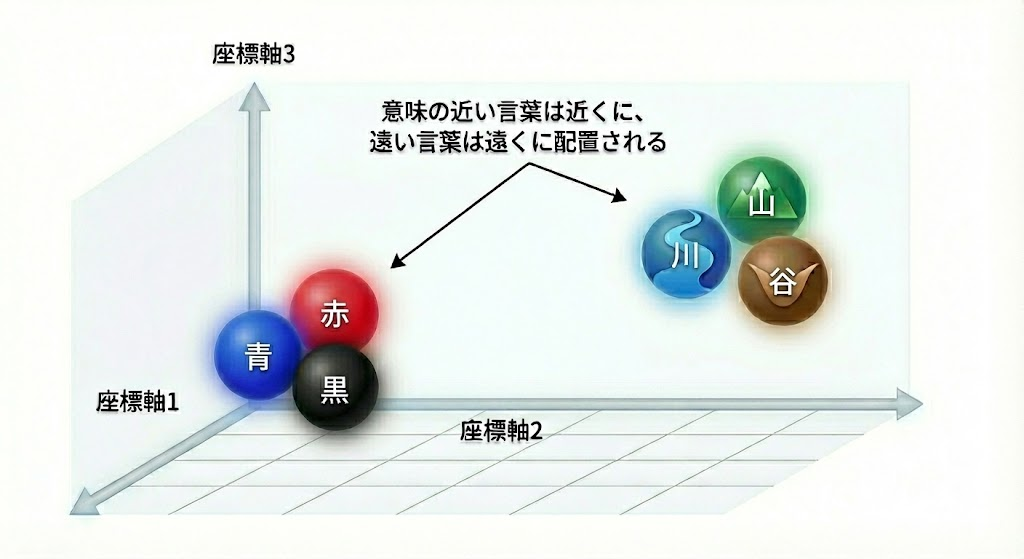 座標軸3
意味の近い言葉は近くに、
遠い言葉は遠くに配置される
山
川
谷
赤
青
黒
座標軸1
座標軸2